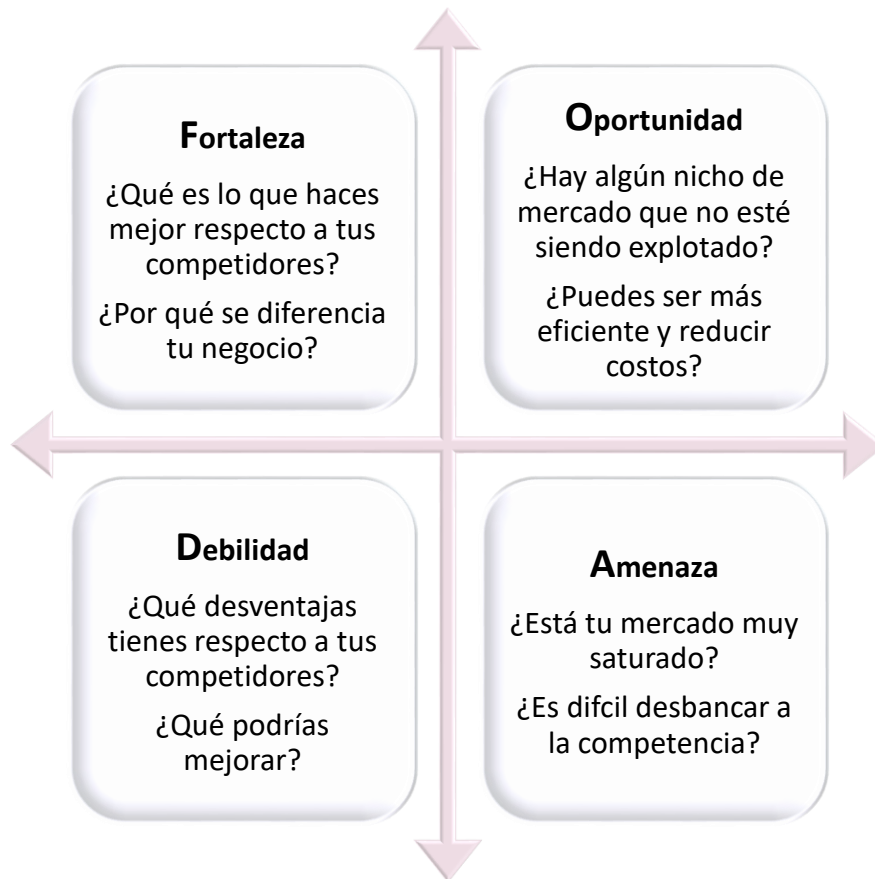 Fortaleza
¿Qué es lo que haces
mejor respecto a tus
competidores?
¿Por qué se diferencia
tu negocio?
Oportunidad
¿Hay algún nicho de
mercado que no esté
siendo explotado?
¿Puedes ser más
eficiente y reducir
costos?
Debilidad
¿Qué desventajas
tienes respecto a tus
competidores?
¿Qué podrías
mejorar?
Amenaza
¿Está tu mercado muy
saturado?
¿Es difcil desbancar a
la competencia?